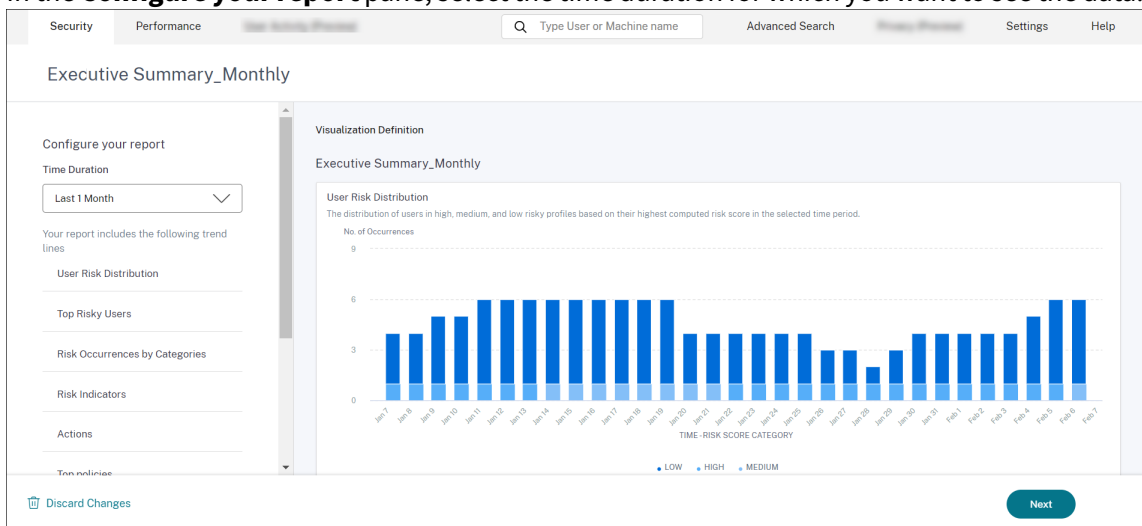 In the Configure your report pane, select the time duration for which you want to see the data.
Security Performance Type User or Machine name Advanced Search Settings Help
Executive Summary_Monthly
Configure your report
Time Duration
Last 1 Month
Your report includes the following trend
lines
User Risk Distribution
Top Risky Users
Risk Occurrences by Categories
Risk Indicators
Actions
Top policies
Visualization Definition
Executive Summary_Monthly
User Risk Distribution
The distribution of users in high, medium, and low risky profiles based on their highest computed risk score in the selected time period.
No. of Occurrences
9
6
3
0
Jan 7 Jan 8 Jan 9 Jan 10 Jan 11 Jan 12 Jan 13 Jan 14 Jan 15 Jan 16 Jan 17 Jan 18 Jan 19 Jan 20 Jan 21 Jan 22 Jan 23 Jan 24 Jan 25 Jan 26 Jan 27 Jan 28 Jan 29 Jan 30 Jan 31 Feb 1 Feb 2 Feb 3 Feb 4 Feb 5 Feb 6 Feb 7
TIME -RISK SCORE CATEGORY
LOW HIGH MEDIUM
Discard Changes
Next